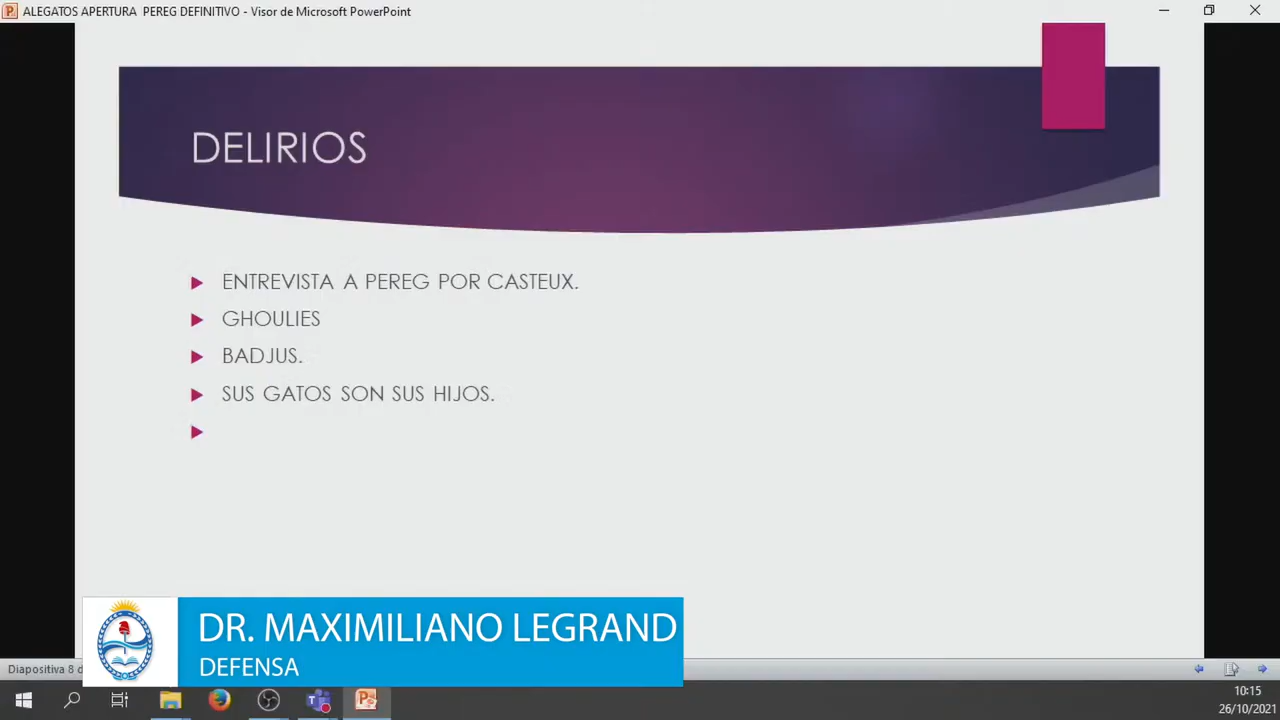 ALEGATOS APERTURA PEREG DEFINITIVO - Visor de Microsoft PowerPoint
DELIRIOS
ENTREVISTA A PEREG POR CASTEUX.
GHOULIES
BADJUS.
SUS GATOS SON SUS HIJOS.
DR. MAXIMILIANO LEGRAND
DEFENSA
Diapositiva 8 d
10:15
26/10/2021